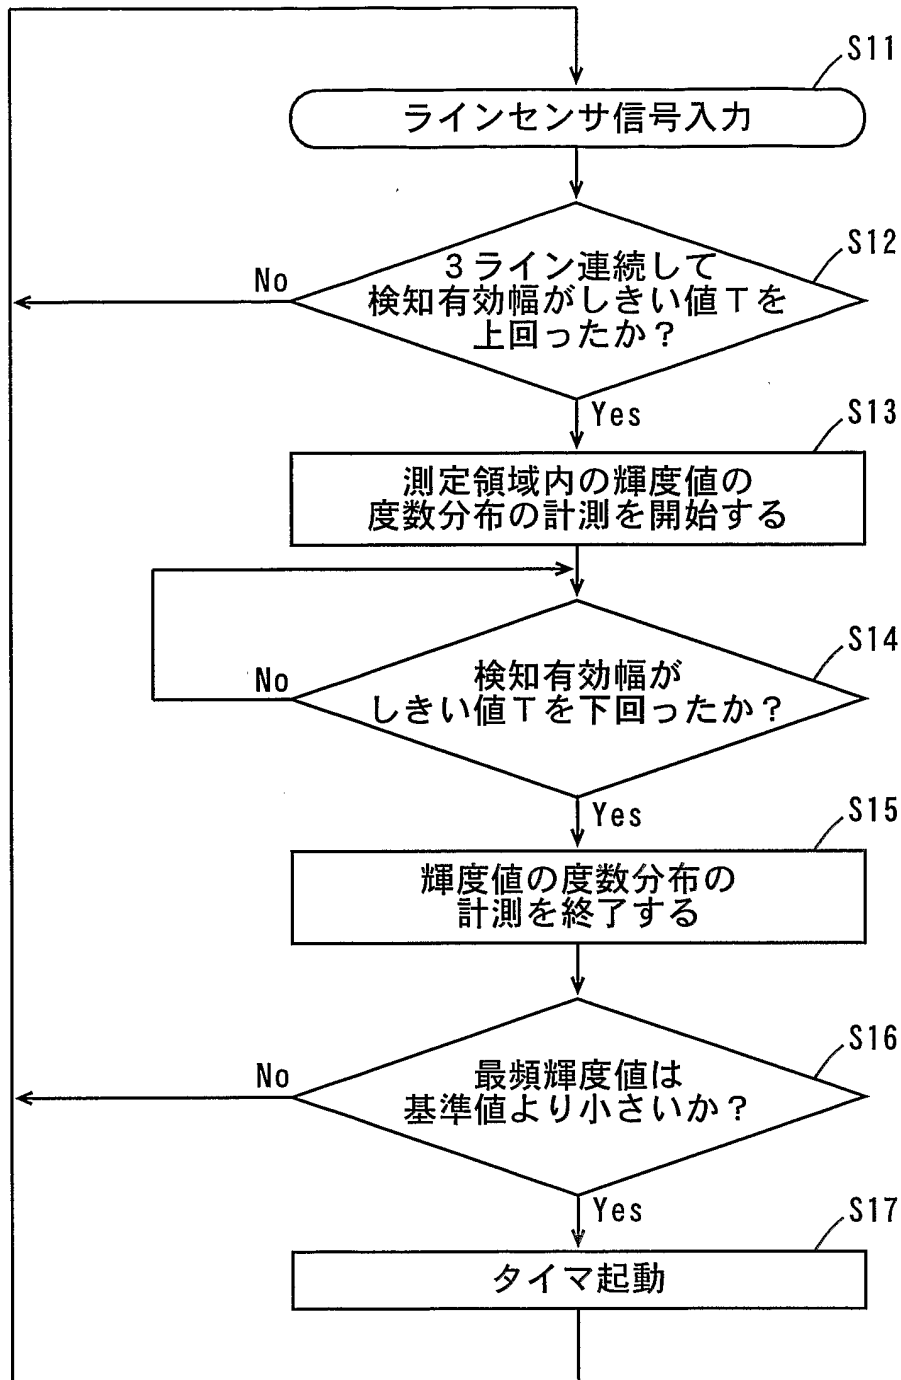 S11
ラインセンサ信号入力
S12
3ライン連続して
検知有効幅がしきい値Tを
上回ったか?
No
Yes
S13
測定領域内の輝度値の
度数分布の計測を開始する
S14
検知有効幅が
しきい値Tを下回ったか?
No
Yes
S15
輝度値の度数分布の
計測を終了する
S16
最頻輝度値は
基準値より小さいか?
No
Yes
S17
タイマ起動